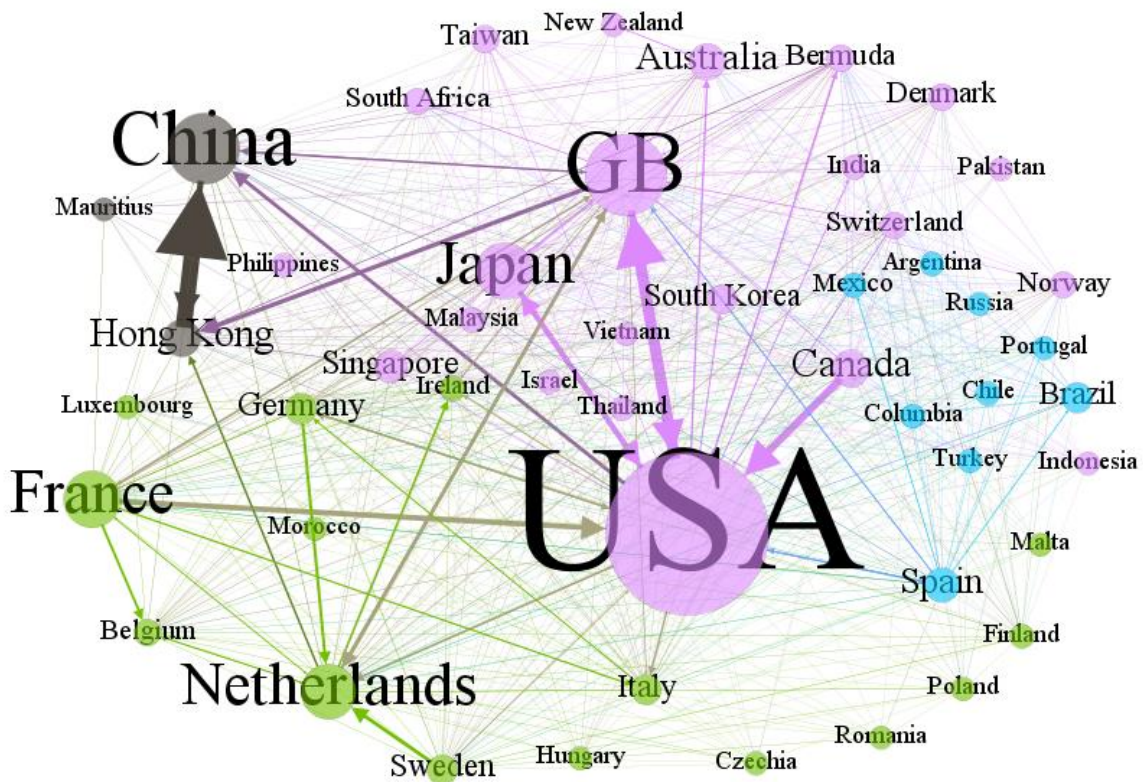 New Zealand
Taiwan
Australia
Bermuda
South Africa
Denmark
China
GB
India
Pakistan
Mauritius
Switzerland
Philippines
Japan
Argentina
Mexico
Norway
South Korea
Russia
Malaysia
Hong Kong
Vietnam
Portugal
Singapore
Canada
Ireland
Israel
Chile
Brazil
Luxembourg
Germany
Thailand
Columbia
Turkey
Indonesia
France
USA
Morocco
Malta
Spain
Belgium
Finland
Netherlands
Italy
Poland
Romania
Sweden
Hungary
Czechia